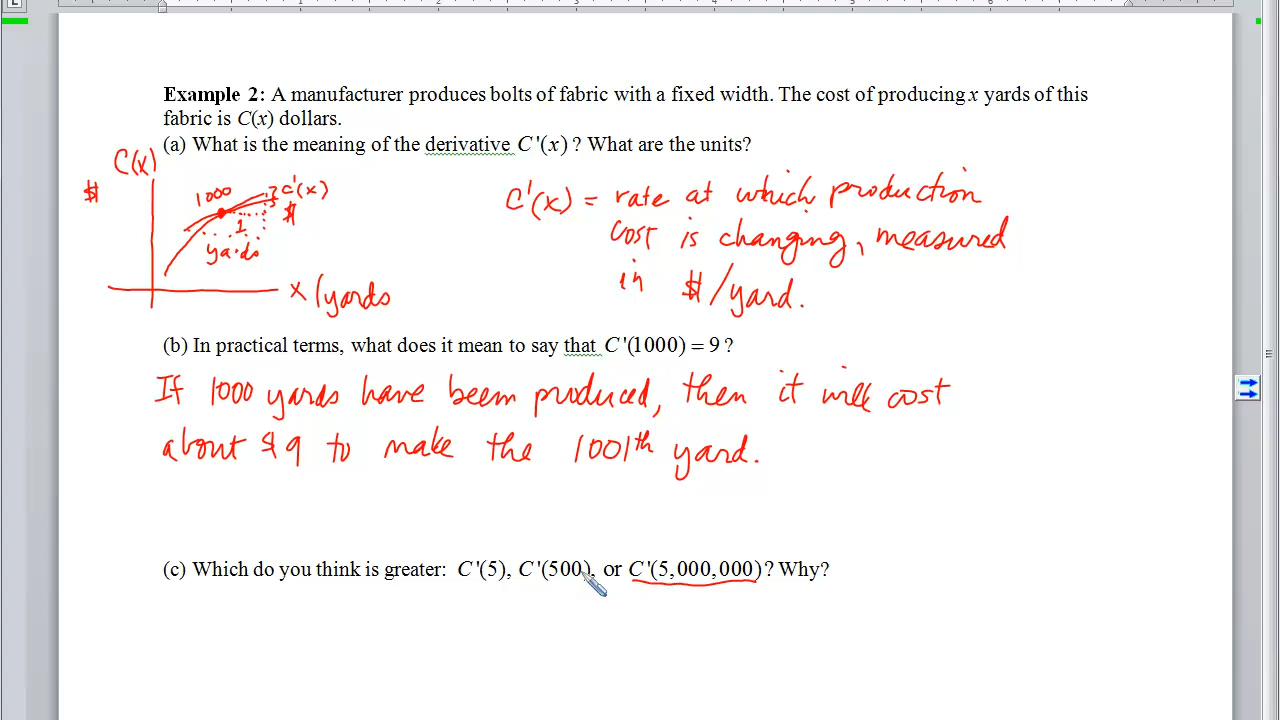 Example 2: A manufacturer produces bolts of fabric with a fixed width. The cost of producing x yards of this
fabric is C(x) dollars.
(a) What is the meaning of the derivative C'(x)? What are the units?
C(x)
$
1000
C'(x)
$
1
yards
x (yards
C'(x) = rate at which production
cost is changing, measured
in $/yard.
(b) In practical terms, what does it mean to say that C'(1000) = 9?
If 1000 yards have been produced, then it will cost
about $9 to make the 1001th yard.
(c) Which do you think is greater: C'(5), C'(500), or C'(5,000,000)? Why?